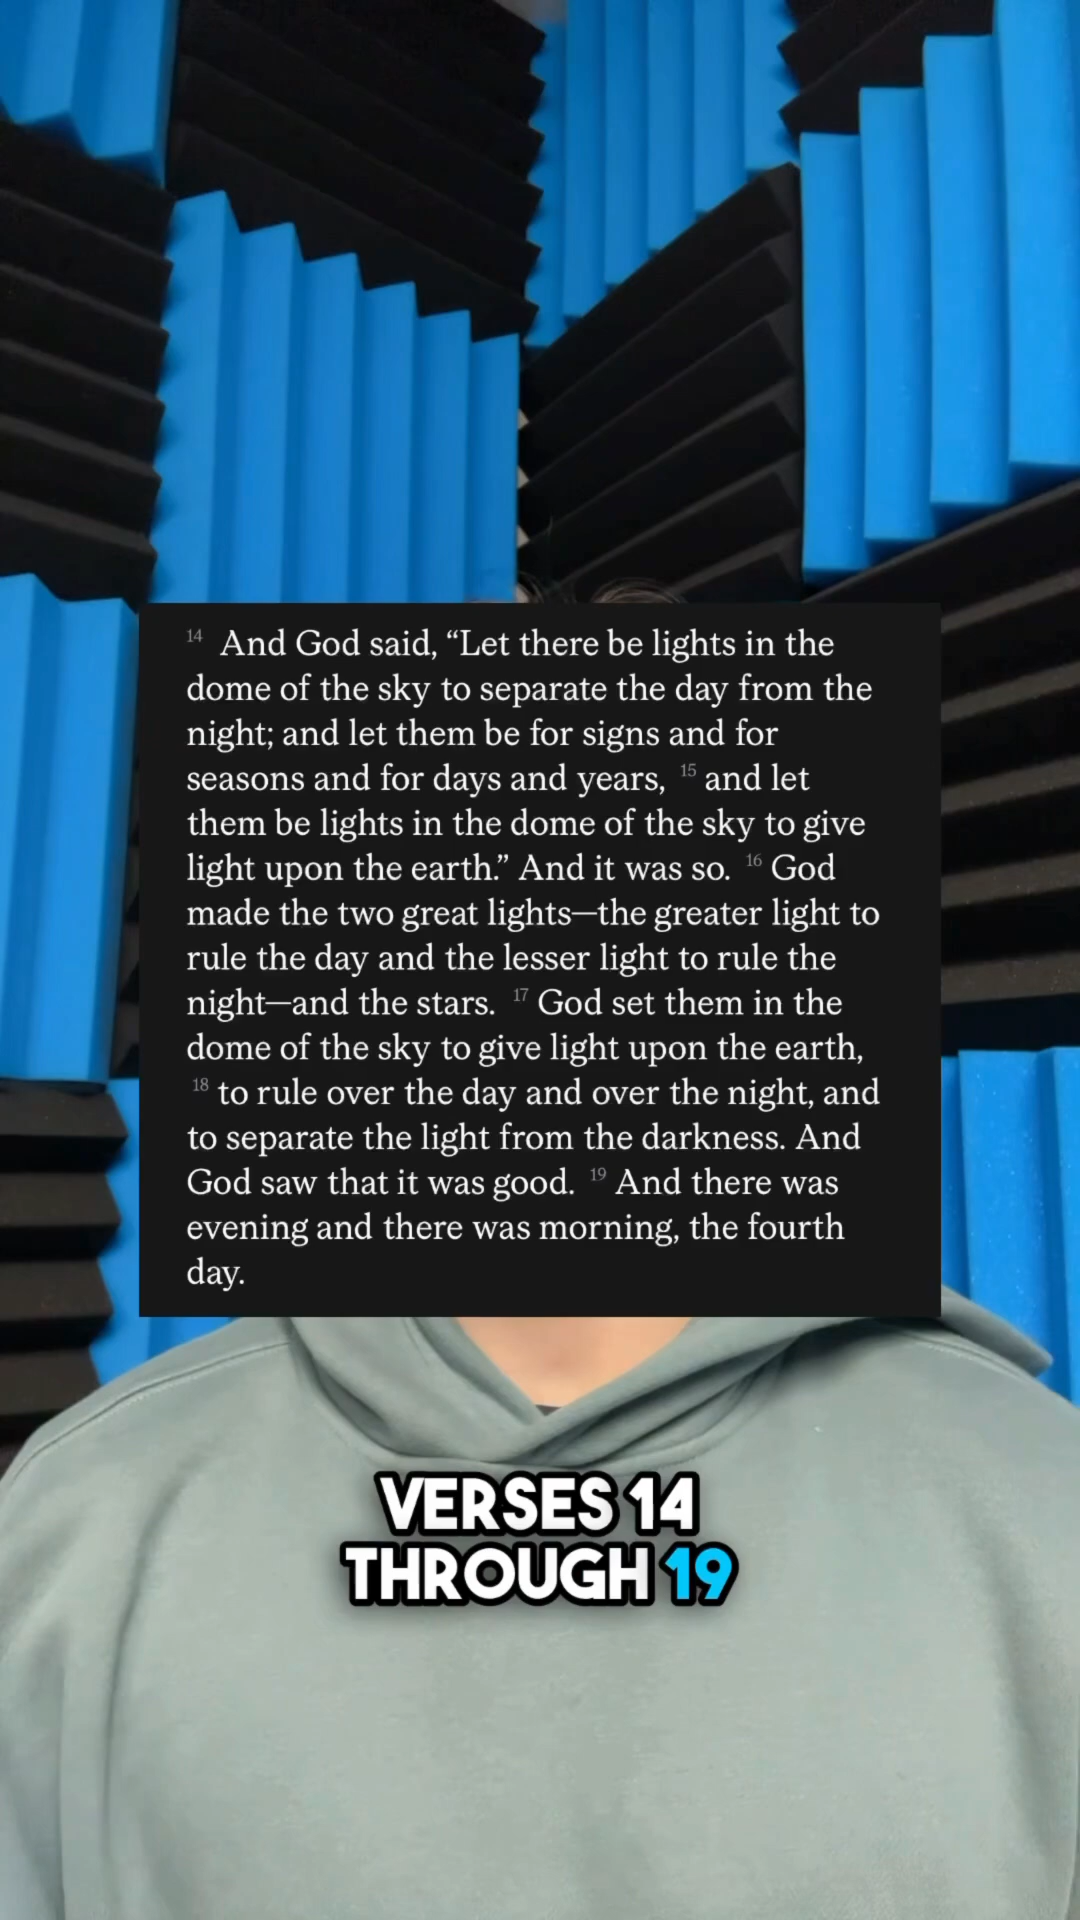 14 And God said, “Let there be lights in the
dome of the sky to separate the day from the
night; and let them be for signs and for
seasons and for days and years, 15 and let
them be lights in the dome of the sky to give
light upon the earth.” And it was so. 16 God
made the two great lights—the greater light to
rule the day and the lesser light to rule the
night—and the stars. 17 God set them in the
dome of the sky to give light upon the earth,
18 to rule over the day and over the night, and
to separate the light from the darkness. And
God saw that it was good. 19 And there was
evening and there was morning, the fourth
day.
VERSES 14
THROUGH 19